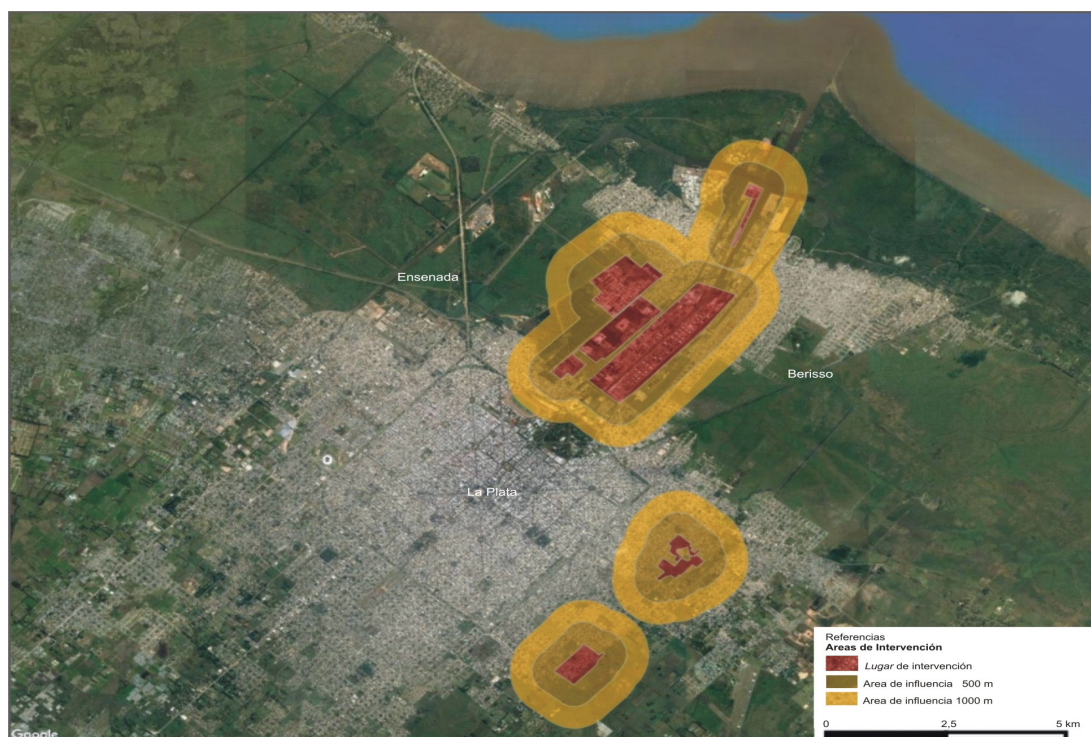 Ensenada
Berisso
La Plata
Referencias
Areas de Intervención
Lugar de intervención
Area de influencia 500 m
Area de influencia 1000 m
0 2,5 5 km
Google